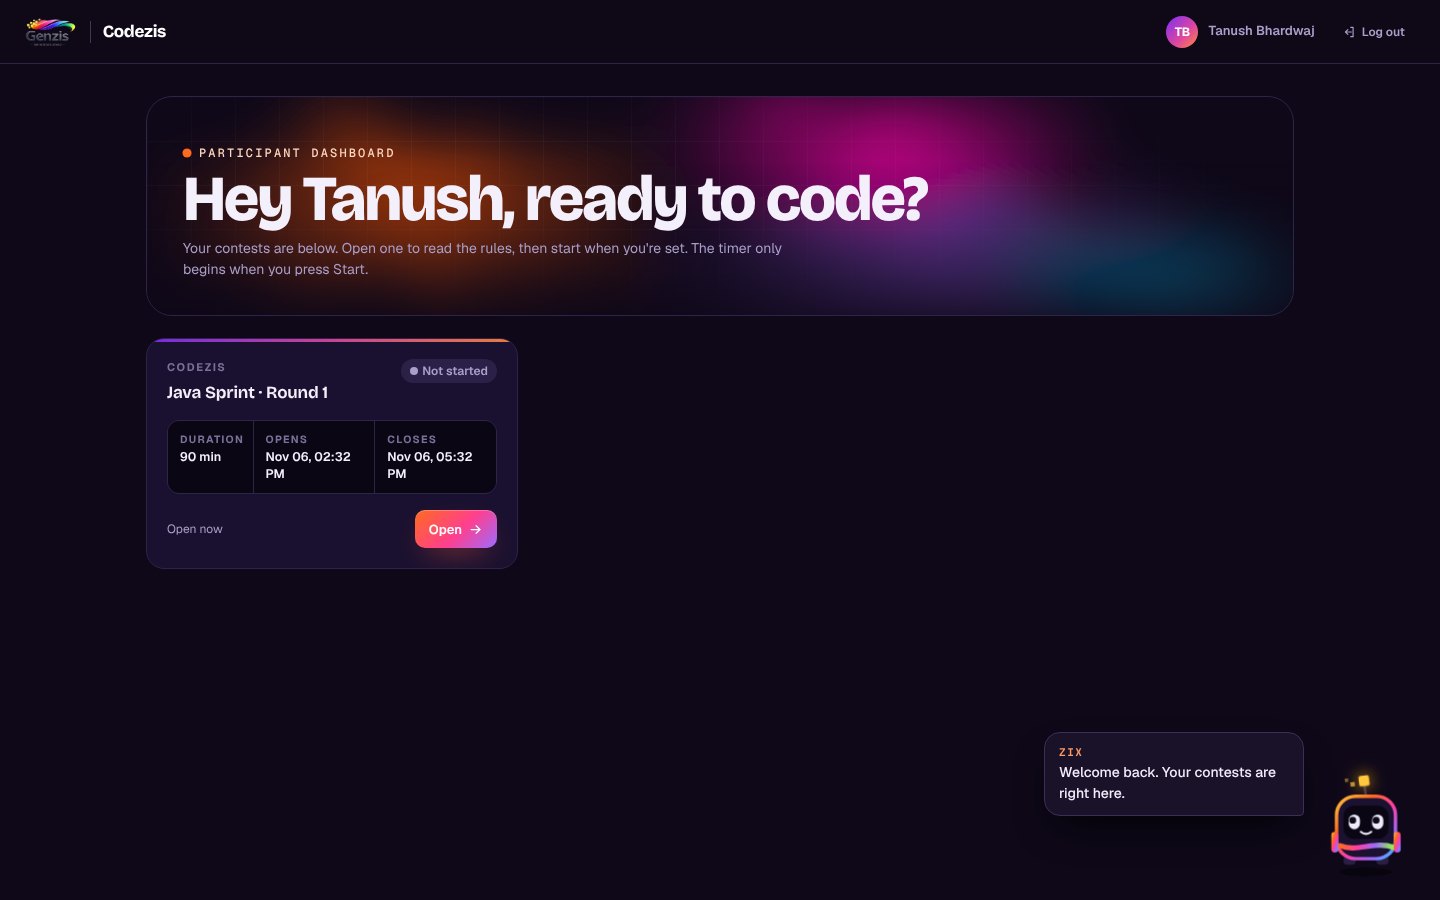 Genzis
Codezis
TB
Tanush Bhardwaj
Log out
PARTICIPANT DASHBOARD
Hey Tanush, ready to code?
Your contests are below. Open one to read the rules, then start when you're set. The timer only
begins when you press Start.
CODEZIS
Not started
Java Sprint · Round 1
DURATION
90 min
OPENS
Nov 06, 02:32
PM
CLOSES
Nov 06, 05:32
PM
Open now
Open →
ZIX
Welcome back. Your contests are
right here.